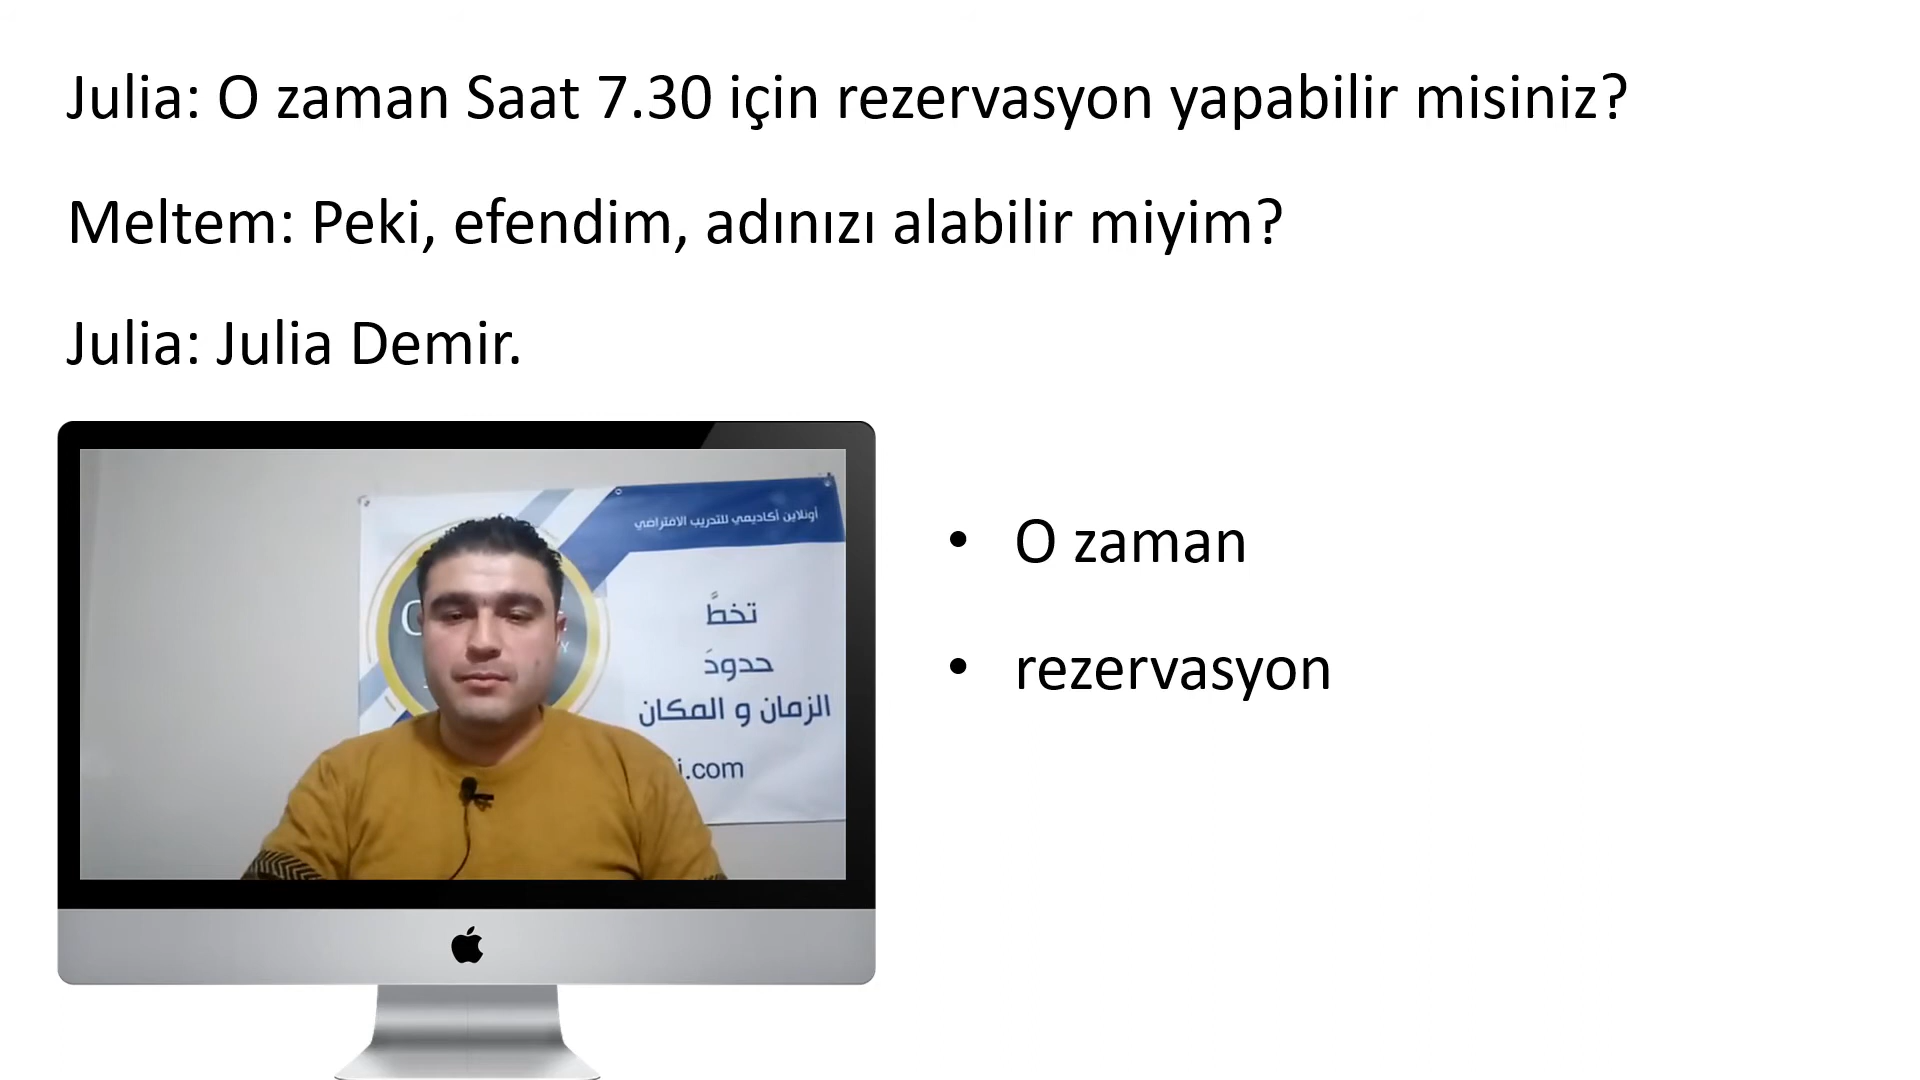 Julia: O zaman Saat 7.30 için rezervasyon yapabilir misiniz?
Meltem: Peki, efendim, adınızı alabilir miyim?
Julia: Julia Demir.
أونلاين أكاديمي للتدريب الافتراضي
تخطَّ
حدودَ
الزمان و المكان
i.com
• O zaman
• rezervasyon